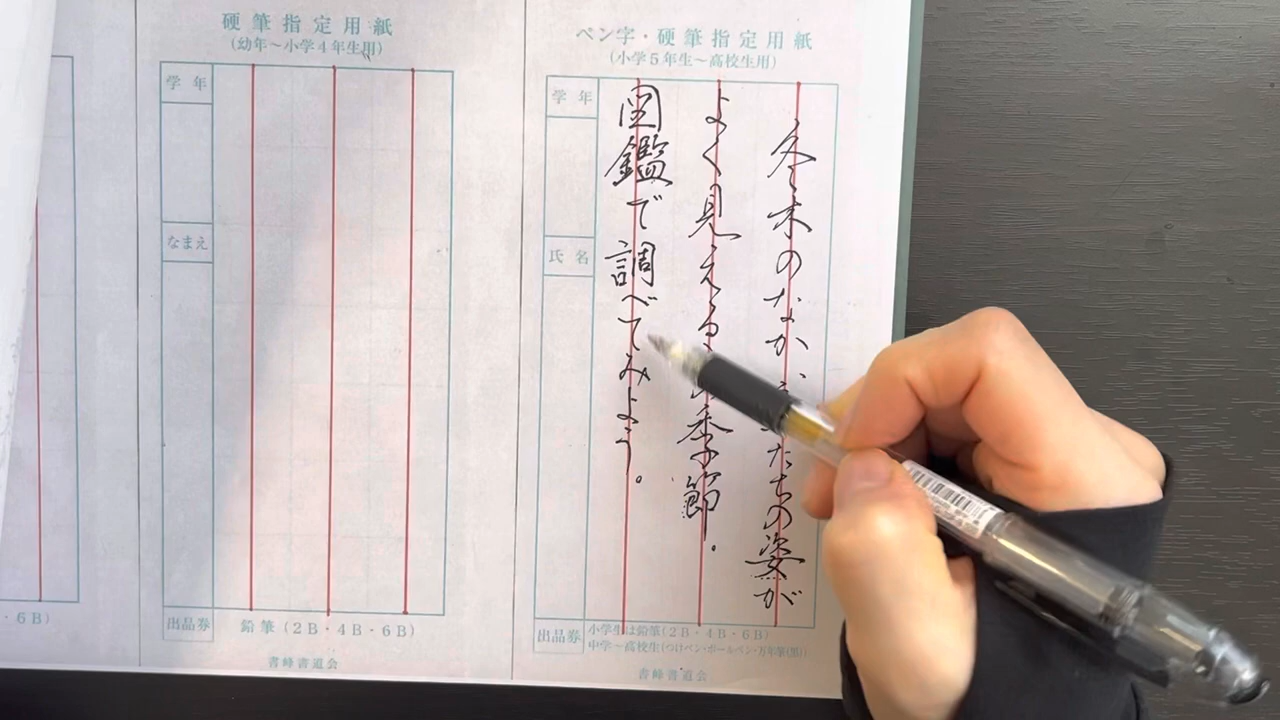 ペン字・硬筆指定用紙
(小学5年生〜高校生用)
冬木のなか
たちの姿が
よく見える
季節。
図鑑で調べてみよう。
学年
氏名
出品券
小学生は鉛筆(2B・4B・6B)
中学〜高校生(つけペン・ボールペン・万年筆(黒))
書峰書道会
硬筆指定用紙
(幼年〜小学4年生用)
学年
なまえ
出品券
鉛筆(2B・4B・6B)
書峰書道会
6B)